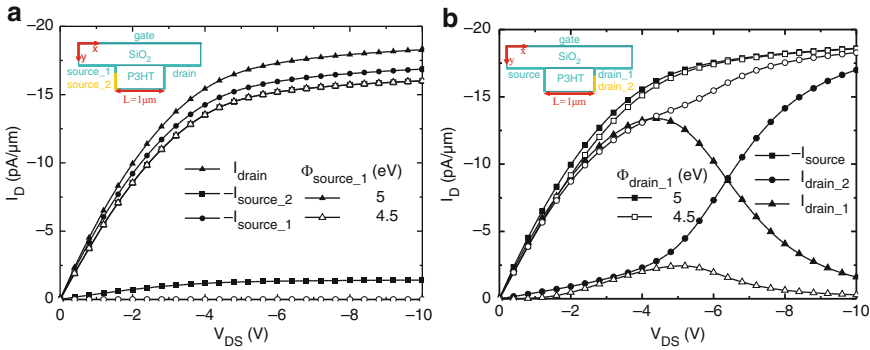 a
gate
x
y
SiO2
source_1
source_2
P3HT
drain
L=1μm
I_D (pA/μm)
-20
-15
-10
-5
0
I_drain
-I_source_2
-I_source_1
Φ_source_1 (eV)
5
4.5
0 -2 -4 -6 -8 -10
V_DS (V)
b
gate
x
y
SiO2
source
P3HT
drain_1
drain_2
L=1μm
I_D (pA/μm)
-20
-15
-10
-5
0
Φ_drain_1 (eV)
5
4.5
-I_source
I_drain_2
I_drain_1
0 -2 -4 -6 -8 -10
V_DS (V)